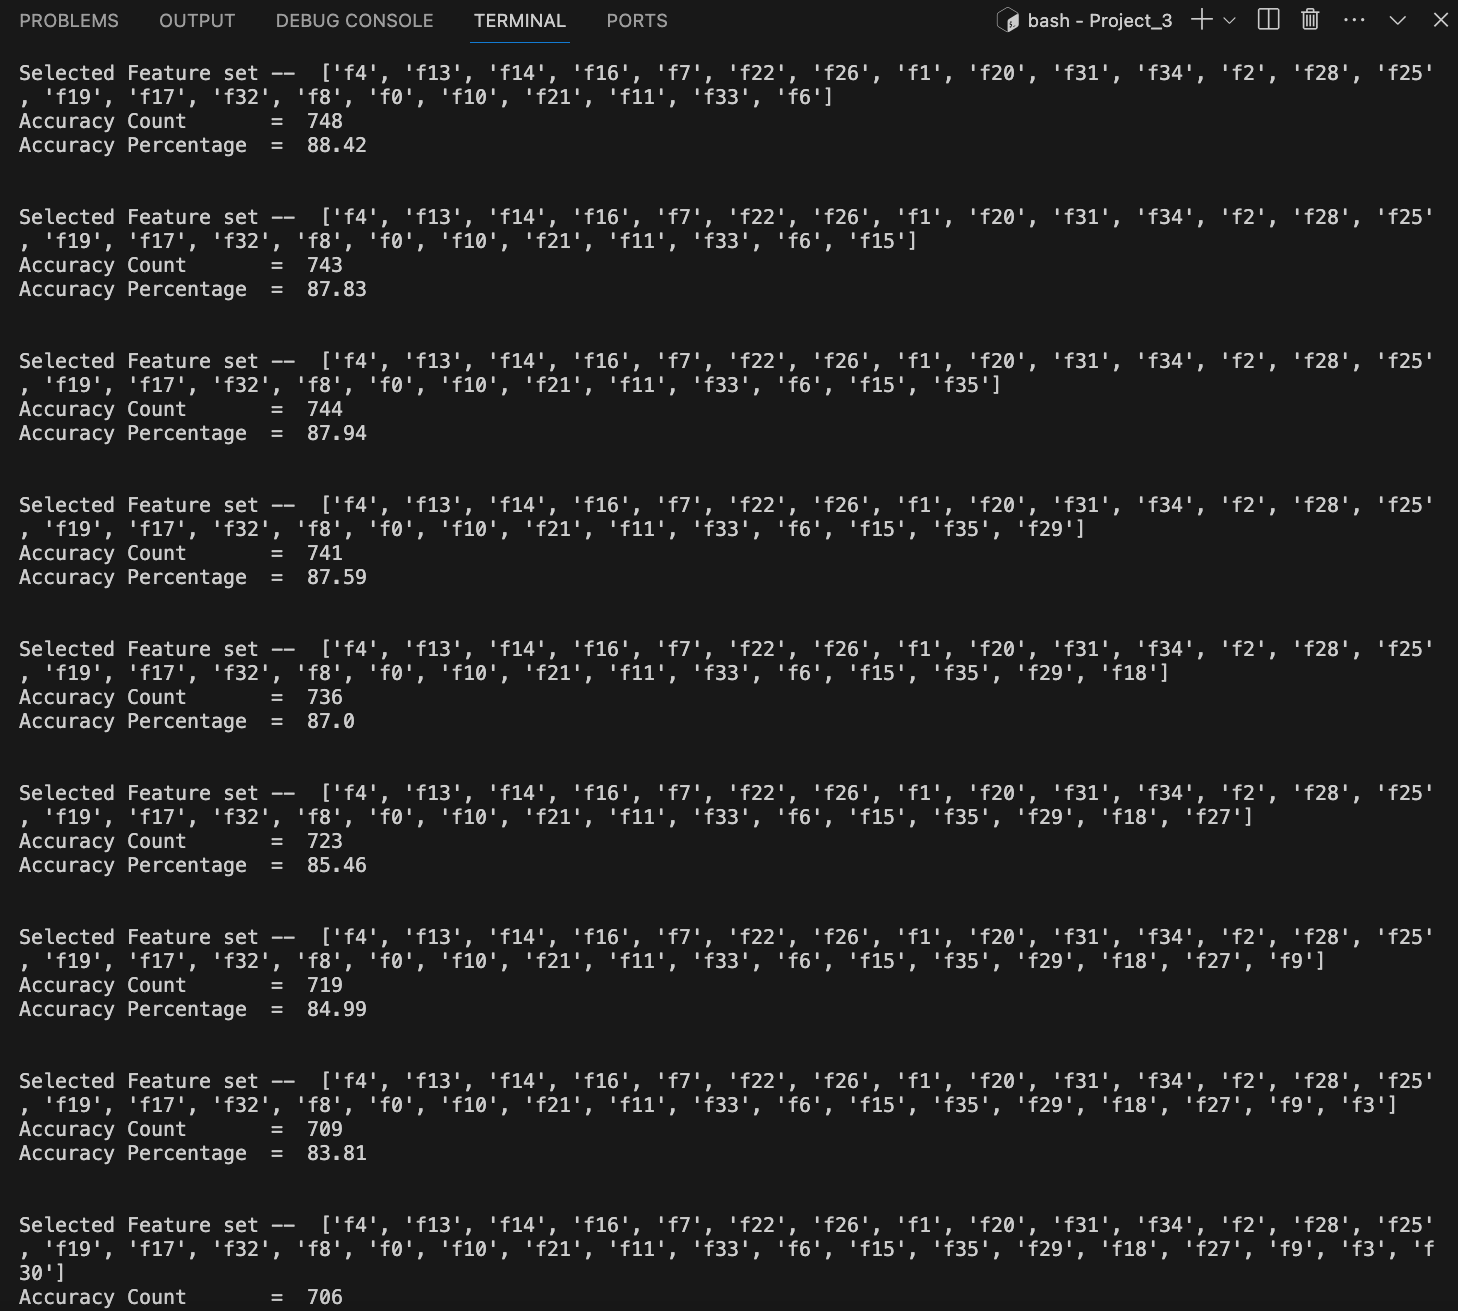 PROBLEMS OUTPUT DEBUG CONSOLE TERMINAL PORTS bash - Project_3
Selected Feature set --  ['f4', 'f13', 'f14', 'f16', 'f7', 'f22', 'f26', 'f1', 'f20', 'f31', 'f34', 'f2', 'f28', 'f25'
, 'f19', 'f17', 'f32', 'f8', 'f0', 'f10', 'f21', 'f11', 'f33', 'f6']
Accuracy Count       =  748
Accuracy Percentage  =  88.42
Selected Feature set --  ['f4', 'f13', 'f14', 'f16', 'f7', 'f22', 'f26', 'f1', 'f20', 'f31', 'f34', 'f2', 'f28', 'f25'
, 'f19', 'f17', 'f32', 'f8', 'f0', 'f10', 'f21', 'f11', 'f33', 'f6', 'f15']
Accuracy Count       =  743
Accuracy Percentage  =  87.83
Selected Feature set --  ['f4', 'f13', 'f14', 'f16', 'f7', 'f22', 'f26', 'f1', 'f20', 'f31', 'f34', 'f2', 'f28', 'f25'
, 'f19', 'f17', 'f32', 'f8', 'f0', 'f10', 'f21', 'f11', 'f33', 'f6', 'f15', 'f35']
Accuracy Count       =  744
Accuracy Percentage  =  87.94
Selected Feature set --  ['f4', 'f13', 'f14', 'f16', 'f7', 'f22', 'f26', 'f1', 'f20', 'f31', 'f34', 'f2', 'f28', 'f25'
, 'f19', 'f17', 'f32', 'f8', 'f0', 'f10', 'f21', 'f11', 'f33', 'f6', 'f15', 'f35', 'f29']
Accuracy Count       =  741
Accuracy Percentage  =  87.59
Selected Feature set --  ['f4', 'f13', 'f14', 'f16', 'f7', 'f22', 'f26', 'f1', 'f20', 'f31', 'f34', 'f2', 'f28', 'f25'
, 'f19', 'f17', 'f32', 'f8', 'f0', 'f10', 'f21', 'f11', 'f33', 'f6', 'f15', 'f35', 'f29', 'f18']
Accuracy Count       =  736
Accuracy Percentage  =  87.0
Selected Feature set --  ['f4', 'f13', 'f14', 'f16', 'f7', 'f22', 'f26', 'f1', 'f20', 'f31', 'f34', 'f2', 'f28', 'f25'
, 'f19', 'f17', 'f32', 'f8', 'f0', 'f10', 'f21', 'f11', 'f33', 'f6', 'f15', 'f35', 'f29', 'f18', 'f27']
Accuracy Count       =  723
Accuracy Percentage  =  85.46
Selected Feature set --  ['f4', 'f13', 'f14', 'f16', 'f7', 'f22', 'f26', 'f1', 'f20', 'f31', 'f34', 'f2', 'f28', 'f25'
, 'f19', 'f17', 'f32', 'f8', 'f0', 'f10', 'f21', 'f11', 'f33', 'f6', 'f15', 'f35', 'f29', 'f18', 'f27', 'f9']
Accuracy Count       =  719
Accuracy Percentage  =  84.99
Selected Feature set --  ['f4', 'f13', 'f14', 'f16', 'f7', 'f22', 'f26', 'f1', 'f20', 'f31', 'f34', 'f2', 'f28', 'f25'
, 'f19', 'f17', 'f32', 'f8', 'f0', 'f10', 'f21', 'f11', 'f33', 'f6', 'f15', 'f35', 'f29', 'f18', 'f27', 'f9', 'f3']
Accuracy Count       =  709
Accuracy Percentage  =  83.81
Selected Feature set --  ['f4', 'f13', 'f14', 'f16', 'f7', 'f22', 'f26', 'f1', 'f20', 'f31', 'f34', 'f2', 'f28', 'f25'
, 'f19', 'f17', 'f32', 'f8', 'f0', 'f10', 'f21', 'f11', 'f33', 'f6', 'f15', 'f35', 'f29', 'f18', 'f27', 'f9', 'f3', 'f
30']
Accuracy Count       =  706